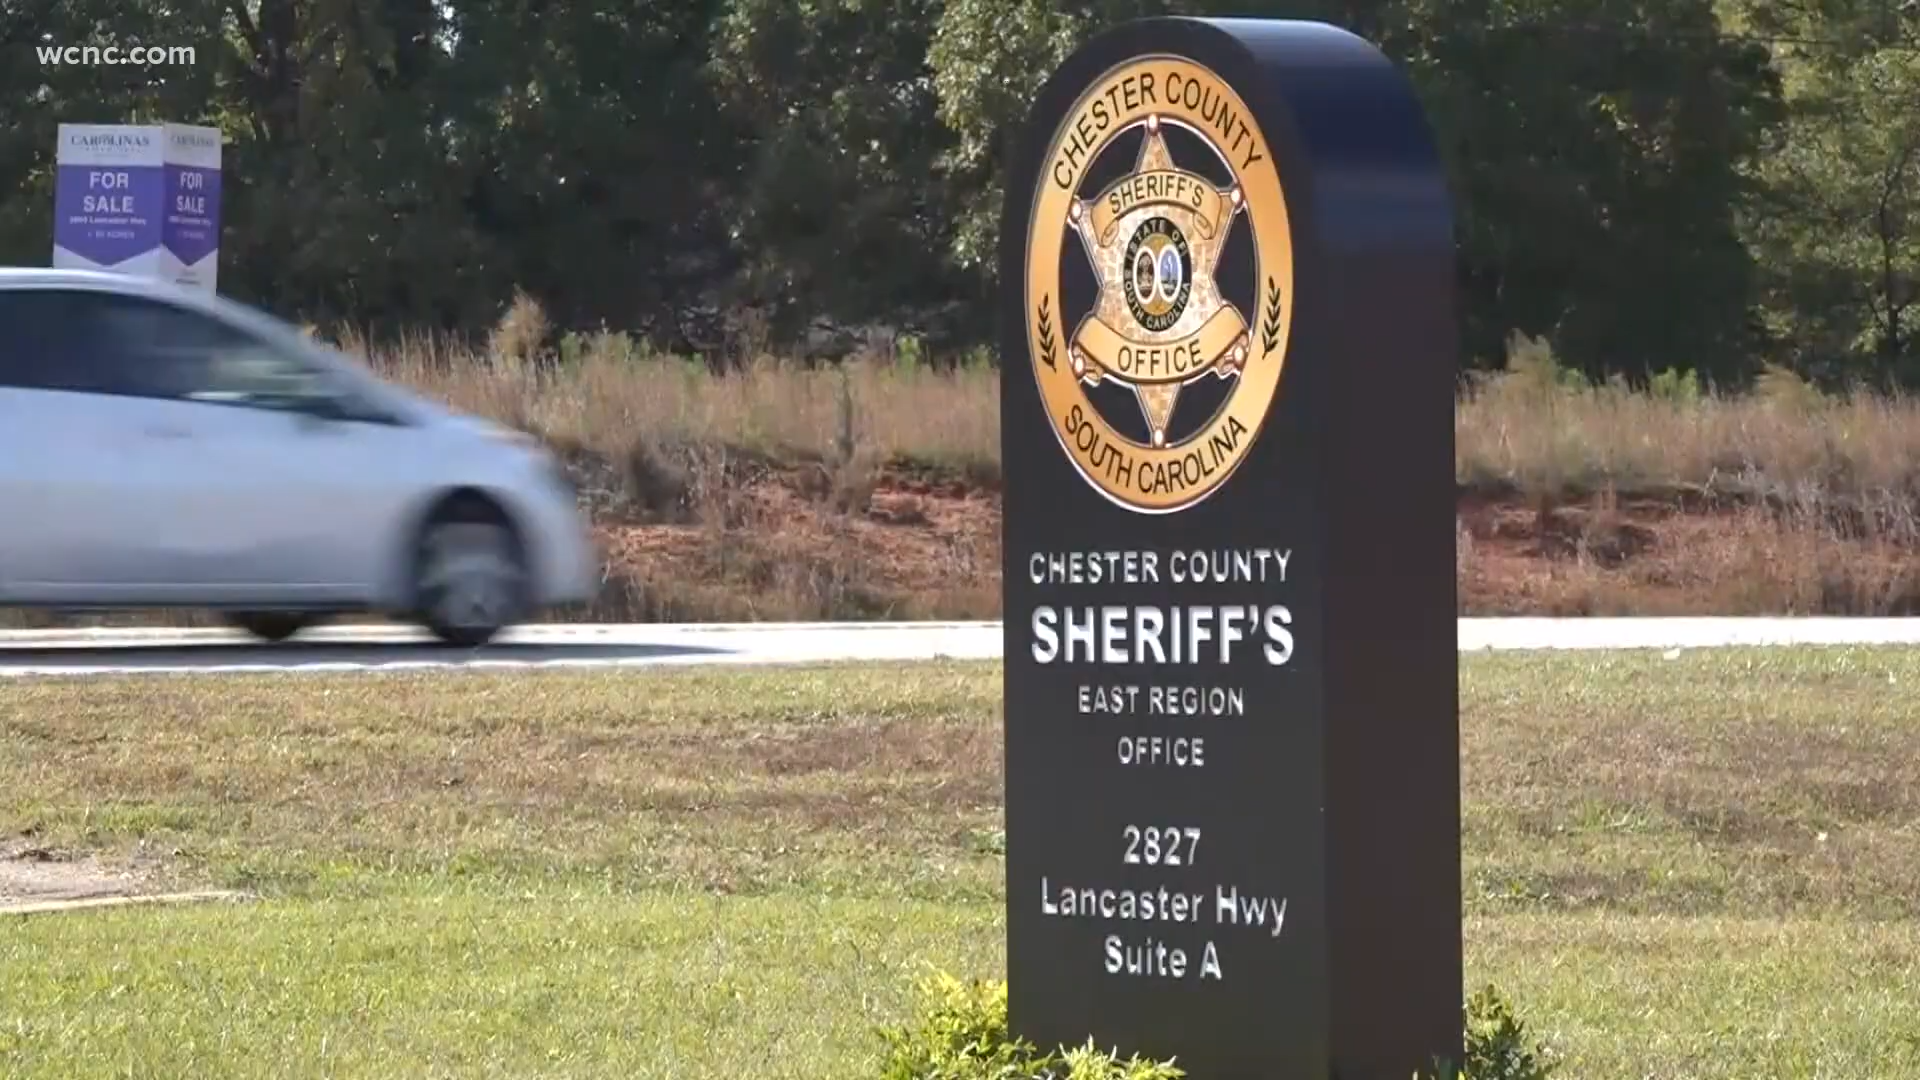 wcnc.com
CAROLINAS
FOR
SALE
FOR
SALE
CHESTER COUNTY
SHERIFF'S
STATE OF
SOUTH CAROLINA
OFFICE
SOUTH CAROLINA
CHESTER COUNTY
SHERIFF'S
EAST REGION
OFFICE
2827
Lancaster Hwy
Suite A